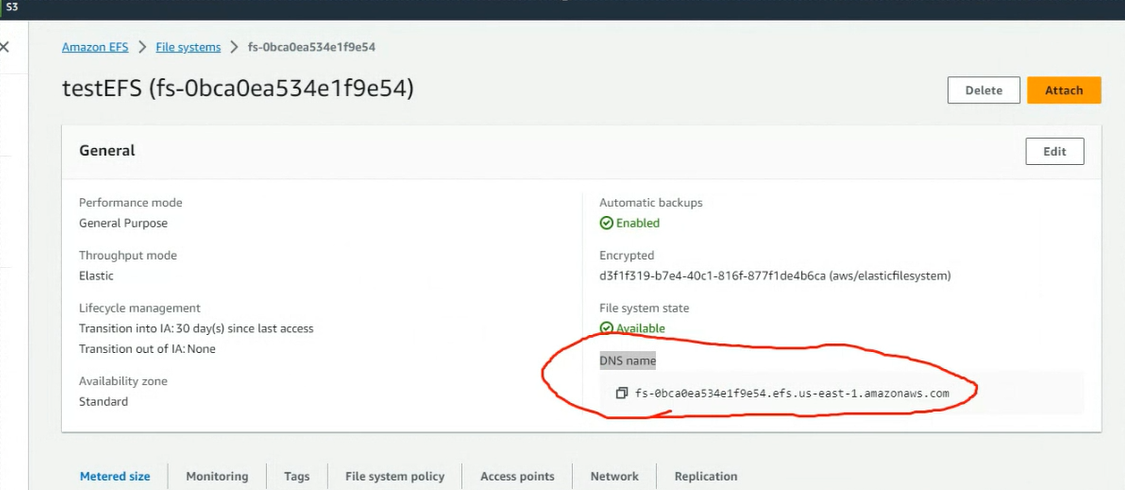 S3
Amazon EFS > File systems > fs-0bca0ea534e1f9e54
testEFS (fs-0bca0ea534e1f9e54)
Delete
Attach
General
Edit
Performance mode
General Purpose
Throughput mode
Elastic
Lifecycle management
Transition into IA: 30 day(s) since last access
Transition out of IA: None
Availability zone
Standard
Automatic backups
Enabled
Encrypted
d3f1f319-b7e4-40c1-816f-877f1de4b6ca (aws/elasticfilesystem)
File system state
Available
DNS name
fs-0bca0ea534e1f9e54.efs.us-east-1.amazonaws.com
Metered size
Monitoring
Tags
File system policy
Access points
Network
Replication